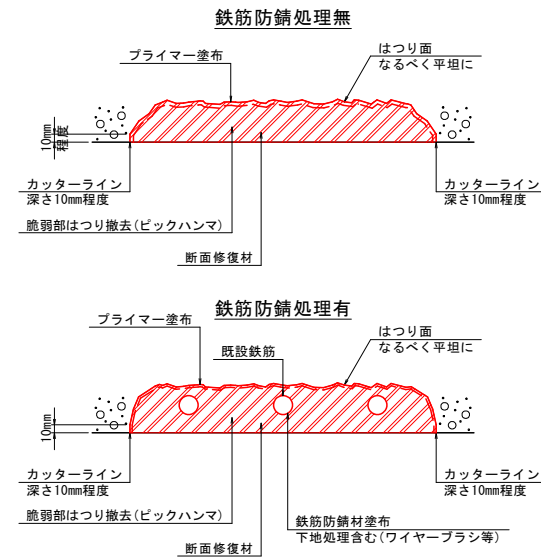 鉄筋防錆処理無
プライマー塗布
はつり面
なるべく平坦に
10mm
程度
カッターライン
深さ10mm程度
カッターライン
深さ10mm程度
脆弱部はつり撤去(ピックハンマ)
断面修復材
鉄筋防錆処理有
プライマー塗布
はつり面
なるべく平坦に
既設鉄筋
10mm
カッターライン
深さ10mm程度
カッターライン
深さ10mm程度
脆弱部はつり撤去(ピックハンマ)
鉄筋防錆材塗布
下地処理含む(ワイヤーブラシ等)
断面修復材